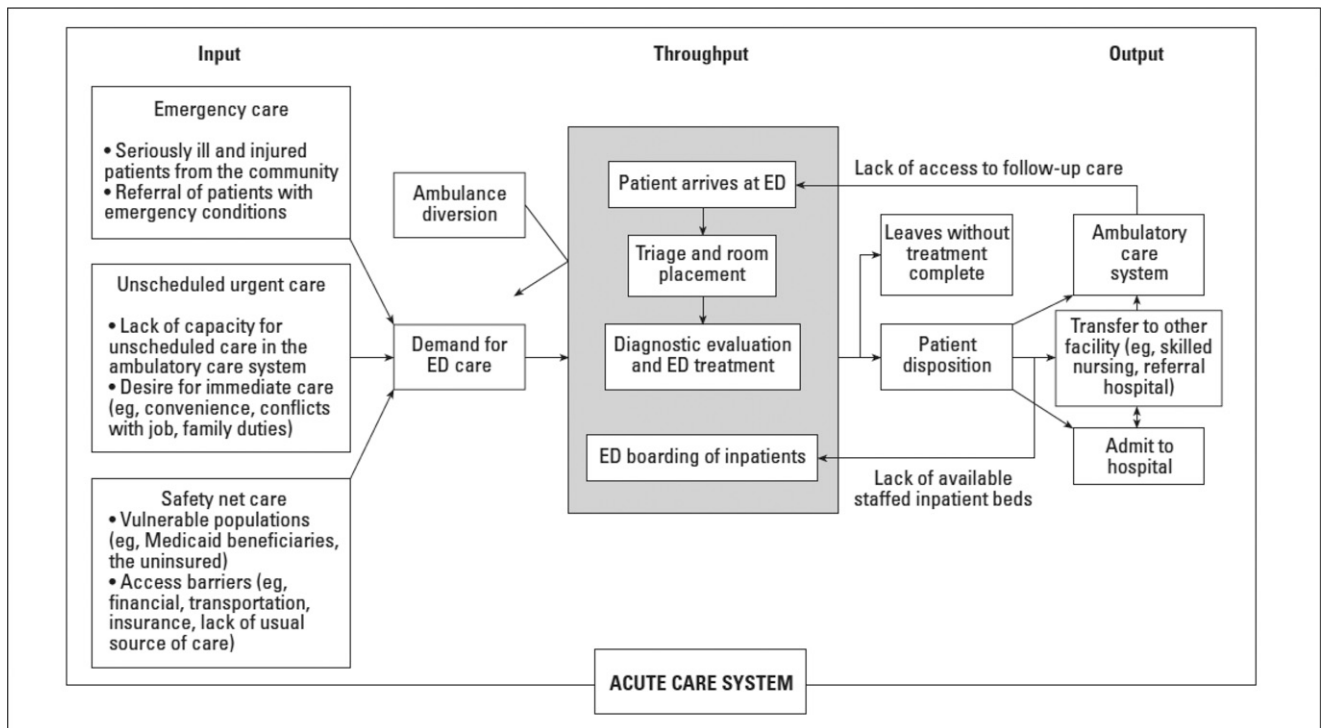 Input
Throughput
Output
Emergency care
• Seriously ill and injured
patients from the community
• Referral of patients with
emergency conditions
Unscheduled urgent care
• Lack of capacity for
unscheduled care in the
ambulatory care system
• Desire for immediate care
(eg, convenience, conflicts
with job, family duties)
Safety net care
• Vulnerable populations
(eg, Medicaid beneficiaries,
the uninsured)
• Access barriers (eg,
financial, transportation,
insurance, lack of usual
source of care)
Ambulance
diversion
Demand for
ED care
Patient arrives at ED
Triage and room
placement
Diagnostic evaluation
and ED treatment
ED boarding of inpatients
Lack of access to follow-up care
Leaves without
treatment
complete
Patient
disposition
Lack of available
staffed inpatient beds
Ambulatory
care
system
Transfer to other
facility (eg, skilled
nursing, referral
hospital)
Admit to
hospital
ACUTE CARE SYSTEM